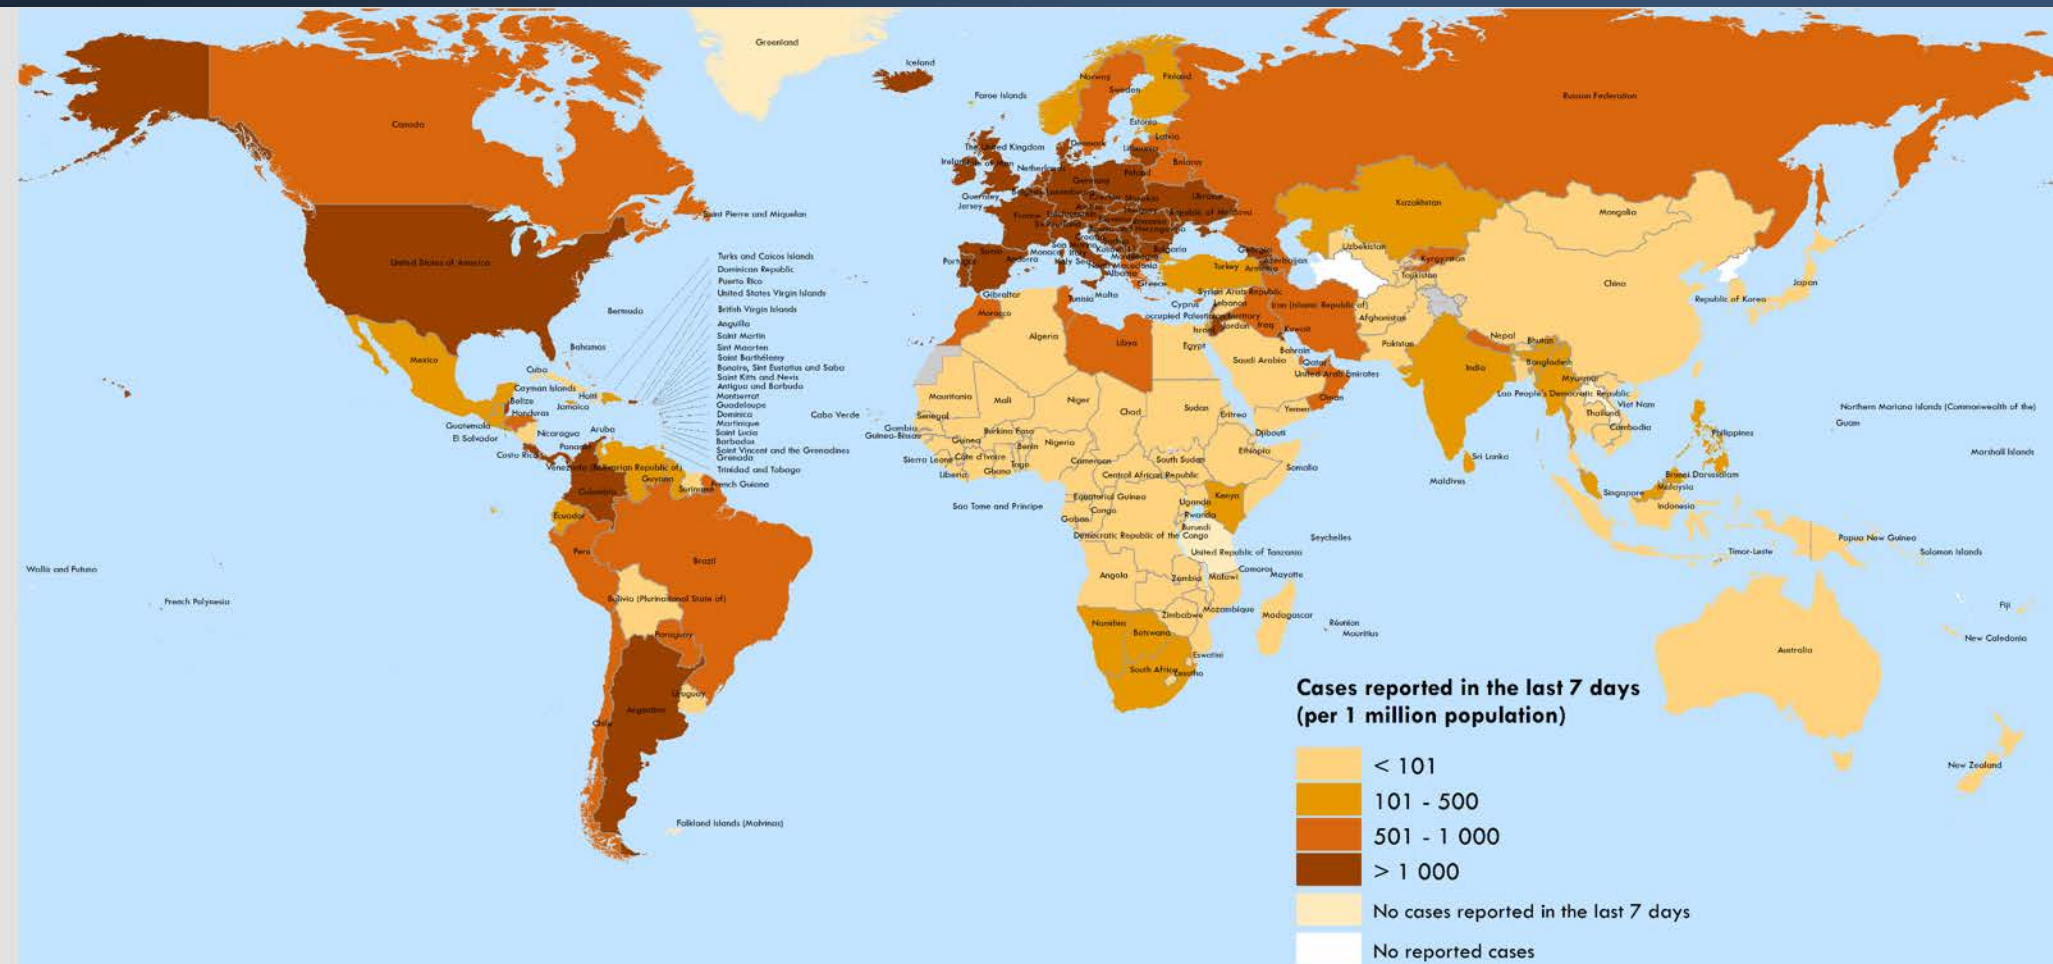 Greenland
Iceland
Faroe Islands
Norway
Sweden
Finland
Russian Federation
Canada
Estonia
Latvia
Lithuania
Denmark
Belarus
The United Kingdom
Netherlands
Germany
Poland
Ukraine
Guernsey
Jersey
France
Republic of Moldova
Saint Pierre and Miquelon
Kazakhstan
Mongolia
United States of America
Portugal
Spain
Andorra
Monaco
Italy
Bulgaria
Georgia
Azerbaijan
Uzbekistan
Kyrgyzstan
Tajikistan
Turks and Caicos Islands
Dominican Republic
Puerto Rico
United States Virgin Islands
British Virgin Islands
Anguilla
Saint Martin
Sint Maarten
Saint Barthélemy
Bonaire, Sint Eustatius and Saba
Saint Kitts and Nevis
Antigua and Barbuda
Montserrat
Guadeloupe
Dominica
Martinique
Saint Lucia
Barbados
Saint Vincent and the Grenadines
Grenada
Trinidad and Tobago
French Guiana
Bermuda
Gibraltar
Albania
Greece
Turkey
Armenia
China
Japan
Republic of Korea
Tunisia
Malta
Cyprus
Syrian Arab Republic
Lebanon
occupied Palestinian territory
Israel
Jordan
Iraq
Iran (Islamic Republic of)
Kuwait
Afghanistan
Morocco
Algeria
Libya
Egypt
Saudi Arabia
Bahrain
Qatar
United Arab Emirates
Oman
Pakistan
Nepal
Bhutan
Bangladesh
India
Myanmar
Lao People's Democratic Republic
Viet Nam
Thailand
Cambodia
Mexico
Bahamas
Cuba
Cayman Islands
Haiti
Belize
Jamaica
Honduras
Guatemala
El Salvador
Nicaragua
Aruba
Costa Rica
Panama
Venezuela (Bolivarian Republic of)
Guyana
Suriname
Colombia
Ecuador
Cabo Verde
Mauritania
Mali
Niger
Chad
Sudan
Eritrea
Yemen
Senegal
Gambia
Guinea-Bissau
Guinea
Burkina Faso
Benin
Nigeria
Djibouti
Sierra Leone
Côte d'Ivoire
Togo
Ghana
Liberia
Cameroon
South Sudan
Ethiopia
Somalia
Central African Republic
Sri Lanka
Maldives
Philippines
Northern Mariana Islands (Commonwealth of the)
Guam
Marshall Islands
Brunei Darussalam
Malaysia
Singapore
Indonesia
Sao Tome and Principe
Equatorial Guinea
Gabon
Congo
Uganda
Kenya
Rwanda
Burundi
Democratic Republic of the Congo
United Republic of Tanzania
Seychelles
Timor-Leste
Papua New Guinea
Solomon Islands
Wallis and Futuna
French Polynesia
Peru
Brazil
Bolivia (Plurinational State of)
Paraguay
Uruguay
Argentina
Chile
Falkland Islands (Malvinas)
Angola
Zambia
Malawi
Comoros
Mayotte
Zimbabwe
Mozambique
Madagascar
Réunion
Mauritius
Namibia
Botswana
Eswatini
South Africa
Lesotho
Fiji
New Caledonia
Australia
New Zealand
Cases reported in the last 7 days
(per 1 million population)
< 101
101 - 500
501 - 1 000
> 1 000
No cases reported in the last 7 days
No reported cases